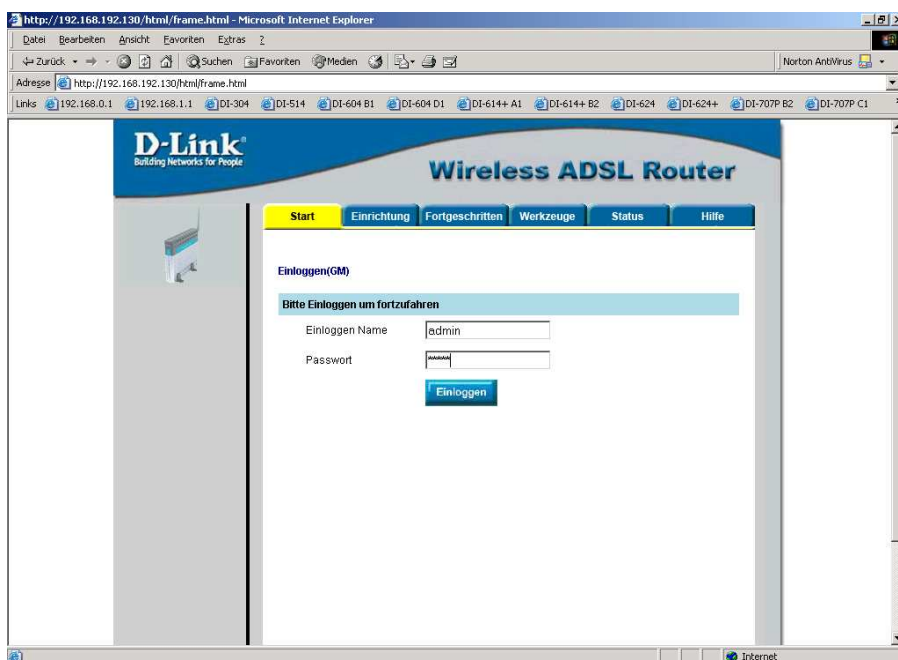 http://192.168.192.130/html/frame.html - Microsoft Internet Explorer
Datei Bearbeiten Ansicht Favoriten Extras ?
Zurück Suchen Favoriten Medien Norton AntiVirus
Adresse http://192.168.192.130/html/frame.html
Links 192.168.0.1 192.168.1.1 DI-304 DI-514 DI-604 B1 DI-604 D1 DI-614+ A1 DI-614+ B2 DI-624 DI-624+ DI-707P B2 DI-707P C1
D-Link
Building Networks for People
Wireless ADSL Router
Start Einrichtung Fortgeschritten Werkzeuge Status Hilfe
Einloggen(GM)
Bitte Einloggen um fortzufahren
Einloggen Name admin
Passwort *****
Einloggen
Internet